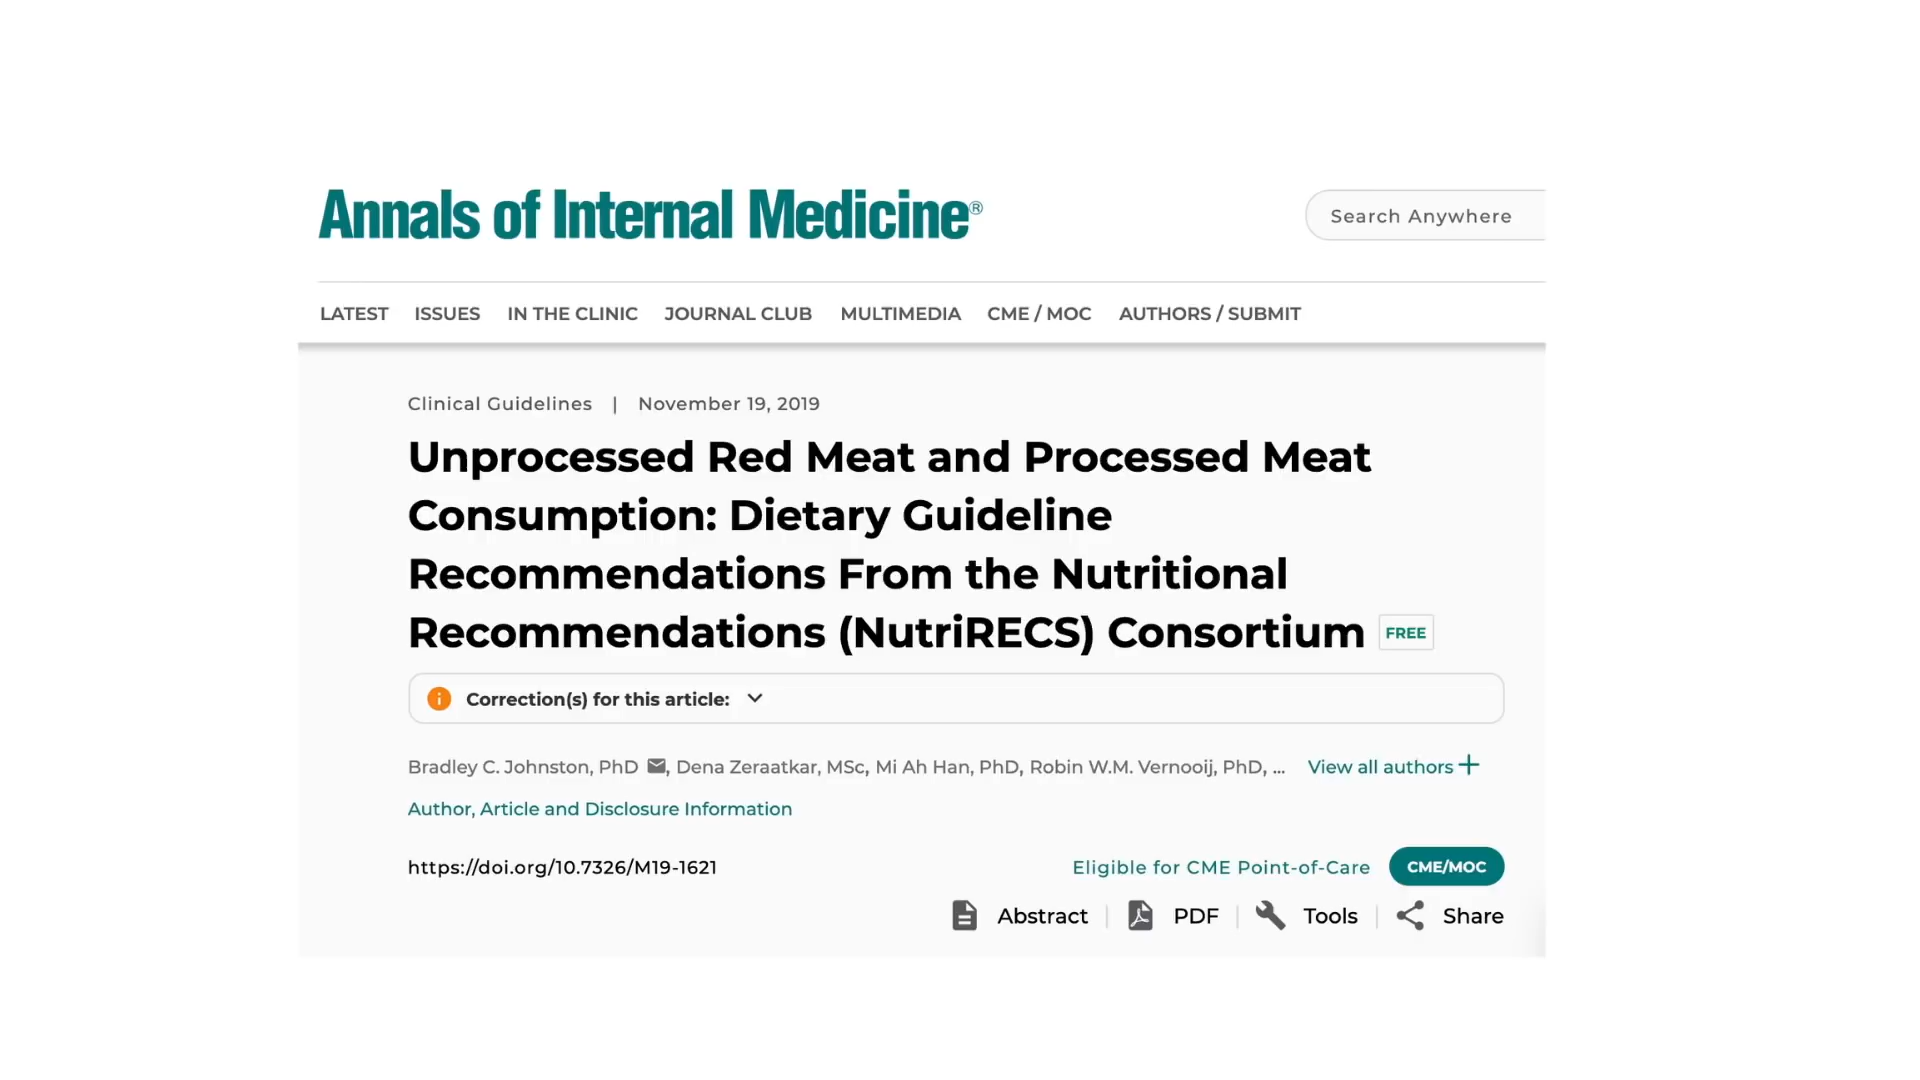 Annals of Internal Medicine®
Search Anywhere
LATEST ISSUES IN THE CLINIC JOURNAL CLUB MULTIMEDIA CME / MOC AUTHORS / SUBMIT
Clinical Guidelines | November 19, 2019
Unprocessed Red Meat and Processed Meat
Consumption: Dietary Guideline
Recommendations From the Nutritional
Recommendations (NutriRECS) Consortium FREE
Correction(s) for this article:
Bradley C. Johnston, PhD, Dena Zeraatkar, MSc, Mi Ah Han, PhD, Robin W.M. Vernooij, PhD, ... View all authors +
Author, Article and Disclosure Information
https://doi.org/10.7326/M19-1621
Eligible for CME Point-of-Care CME/MOC
Abstract | PDF | Tools | Share